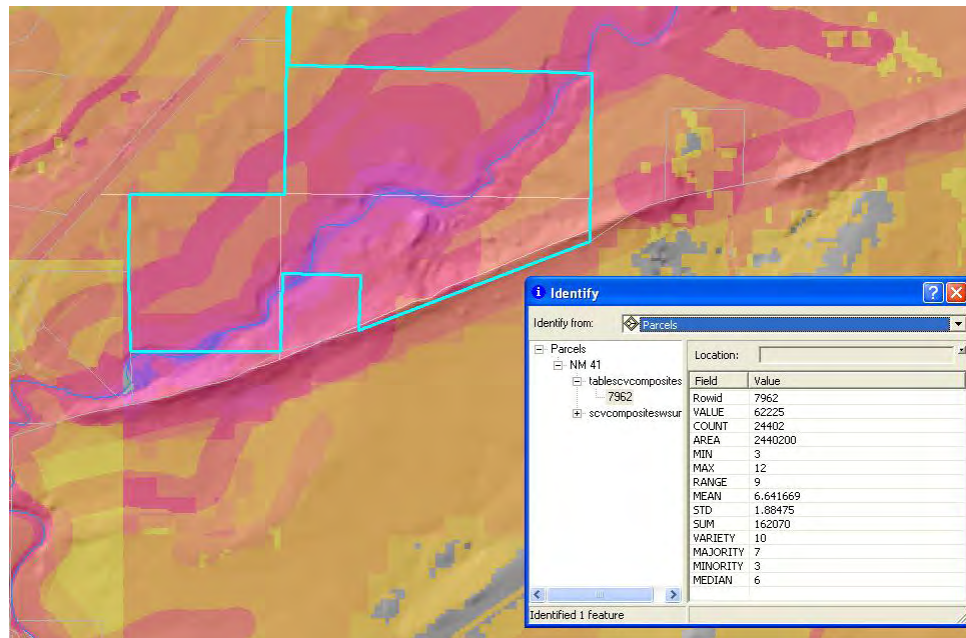 Identify
Identify from: Parcels
Parcels
NM 41
tablescvcomposites
7962
scvcompositeswsur
Location:
Field Value
Rowid 7962
VALUE 62225
COUNT 24402
AREA 2440200
MIN 3
MAX 12
RANGE 9
MEAN 6.641669
STD 1.88475
SUM 162070
VARIETY 10
MAJORITY 7
MINORITY 3
MEDIAN 6
Identified 1 feature